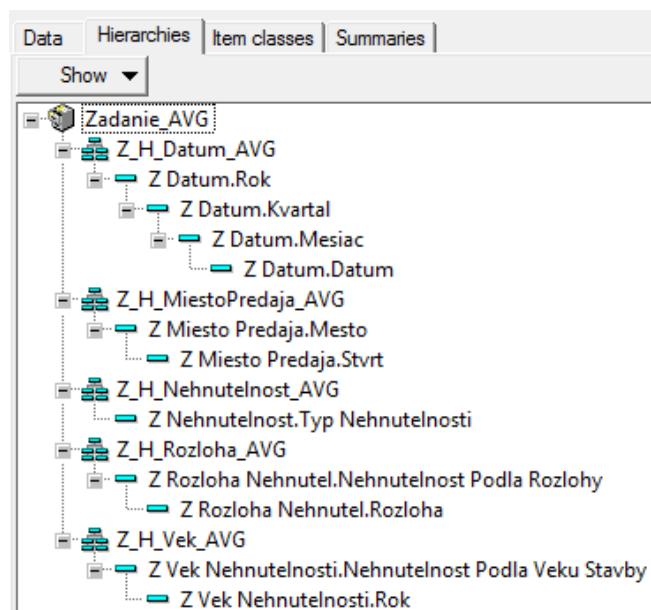 Data Hierarchies Item classes Summaries
Show
Zadanie_AVG
Z_H_Datum_AVG
Z Datum.Rok
Z Datum.Kvartal
Z Datum.Mesiac
Z Datum.Datum
Z_H_MiestoPredaja_AVG
Z Miesto Predaja.Mesto
Z Miesto Predaja.Stvrt
Z_H_Nehnutelnost_AVG
Z Nehnutelnost.Typ Nehnutelnosti
Z_H_Rozloha_AVG
Z Rozloha Nehnutel.Nehnutelnost Podla Rozlohy
Z Rozloha Nehnutel.Rozloha
Z_H_Vek_AVG
Z Vek Nehnutelnosti.Nehnutelnost Podla Veku Stavby
Z Vek Nehnutelnosti.Rok